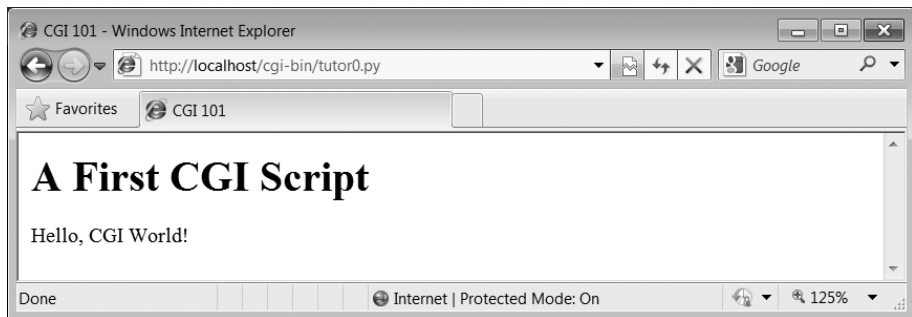 CGI 101 - Windows Internet Explorer
http://localhost/cgi-bin/tutor0.py
Google
Favorites
CGI 101
A First CGI Script
Hello, CGI World!
Done
Internet | Protected Mode: On
125%